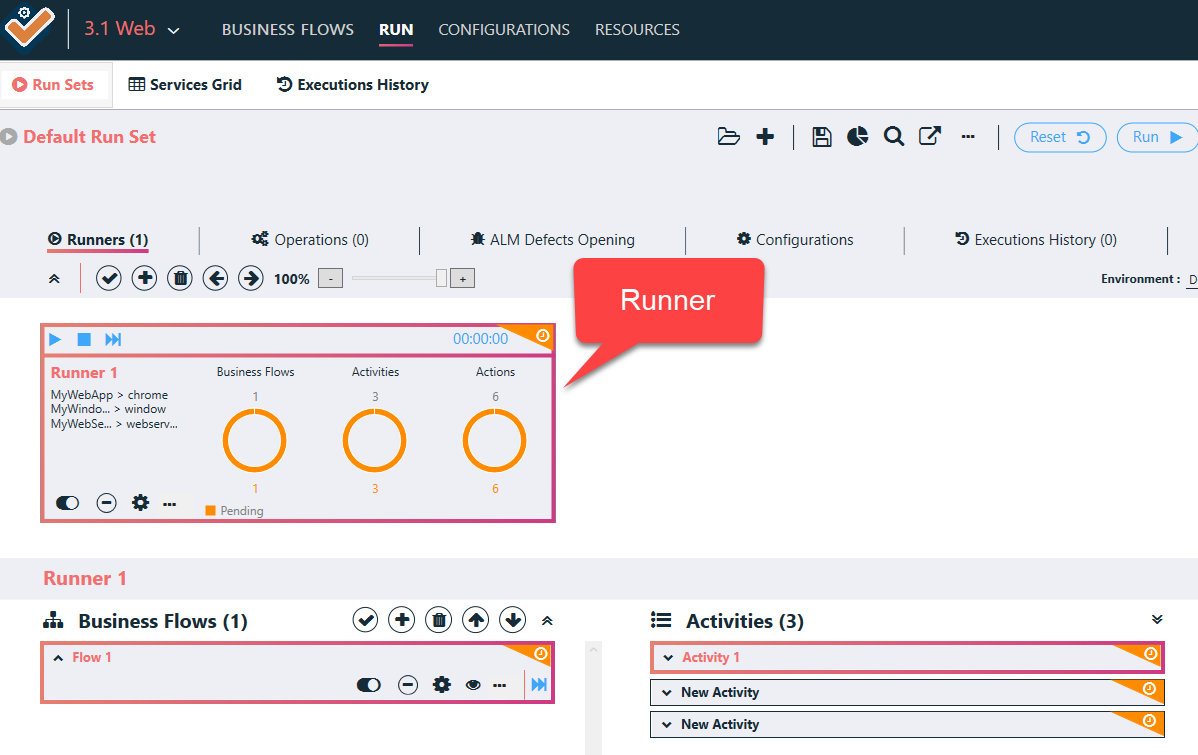 3.1 Web
BUSINESS FLOWS RUN CONFIGURATIONS RESOURCES
Run Sets Services Grid Executions History
Default Run Set
Reset Run
Runners (1) Operations (0) ALM Defects Opening Configurations Executions History (0)
100% - + Environment : D
Runner
00:00:00
Runner 1 Business Flows Activities Actions
MyWebApp > chrome 1 3 6
MyWindo... > window
MyWebSe... > webserv...
1 3 6
Pending
Runner 1
Business Flows (1) Activities (3)
Flow 1 Activity 1
New Activity
New Activity